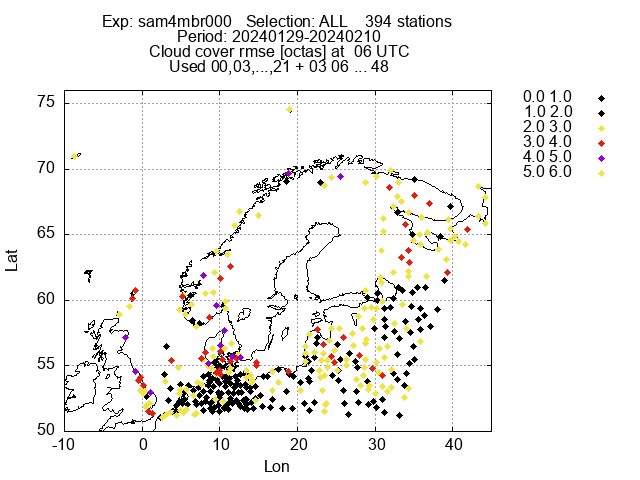 Exp: sam4mbr000 Selection: ALL 394 stations
Period: 20240129-20240210
Cloud cover rmse [octas] at 06 UTC
Used 00,03,...,21 + 03 06 ... 48
75
70
65
60
55
50
Lat
-10 0 10 20 30 40
Lon
0.0 1.0
1.0 2.0
2.0 3.0
3.0 4.0
4.0 5.0
5.0 6.0